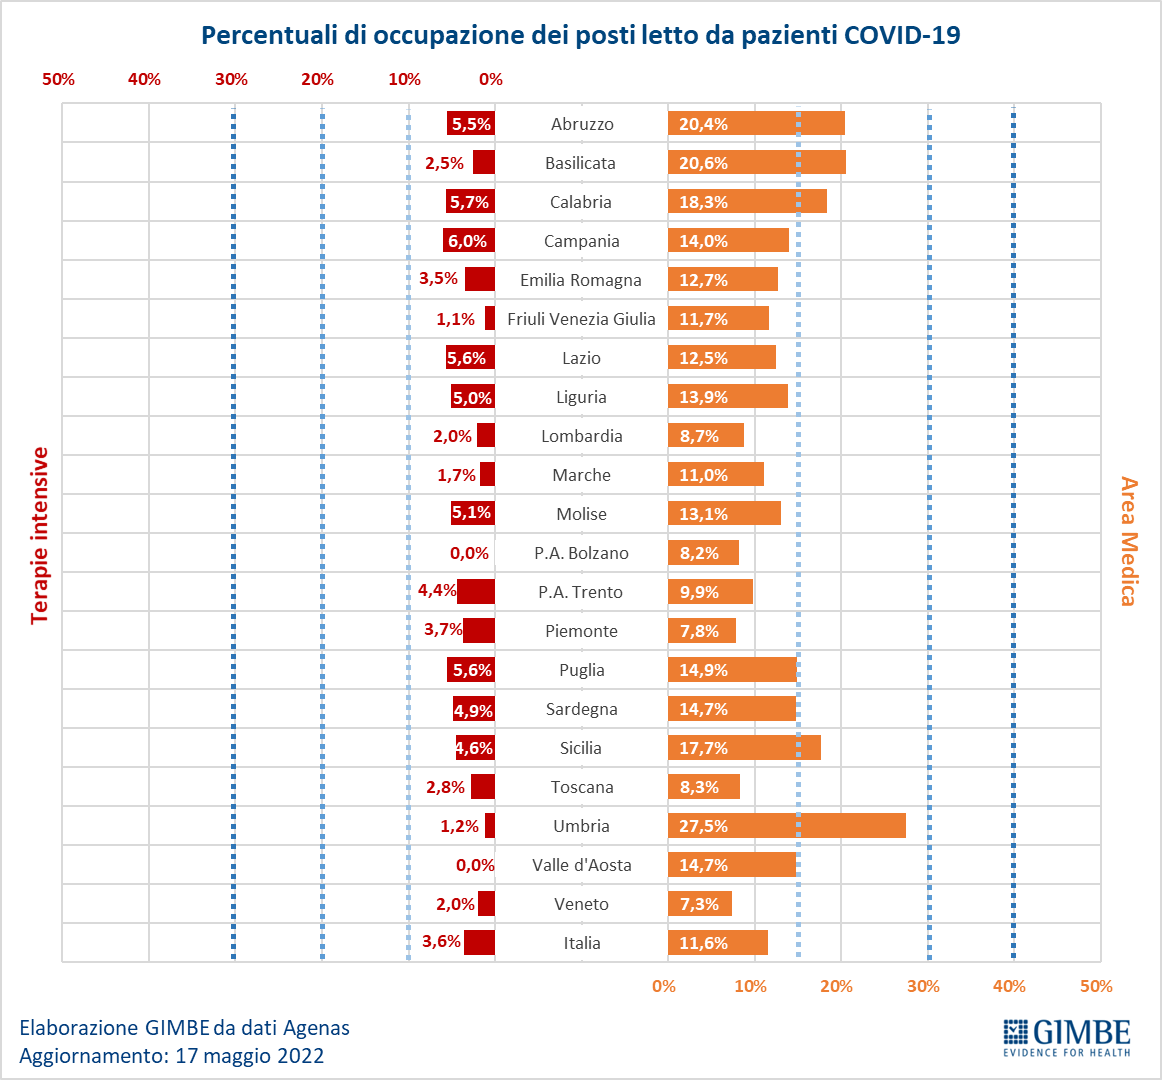 Percentuali di occupazione dei posti letto da pazienti COVID-19
50% 40% 30% 20% 10% 0%
5,5% Abruzzo 20,4%
2,5% Basilicata 20,6%
5,7% Calabria 18,3%
6,0% Campania 14,0%
3,5% Emilia Romagna 12,7%
1,1% Friuli Venezia Giulia 11,7%
5,6% Lazio 12,5%
5,0% Liguria 13,9%
2,0% Lombardia 8,7%
1,7% Marche 11,0%
5,1% Molise 13,1%
0,0% P.A. Bolzano 8,2%
4,4% P.A. Trento 9,9%
3,7% Piemonte 7,8%
5,6% Puglia 14,9%
4,9% Sardegna 14,7%
4,6% Sicilia 17,7%
2,8% Toscana 8,3%
1,2% Umbria 27,5%
0,0% Valle d'Aosta 14,7%
2,0% Veneto 7,3%
3,6% Italia 11,6%
Terapie intensive
Area Medica
0% 10% 20% 30% 40% 50%
Elaborazione GIMBE da dati Agenas
Aggiornamento: 17 maggio 2022
GIMBE
EVIDENCE FOR HEALTH